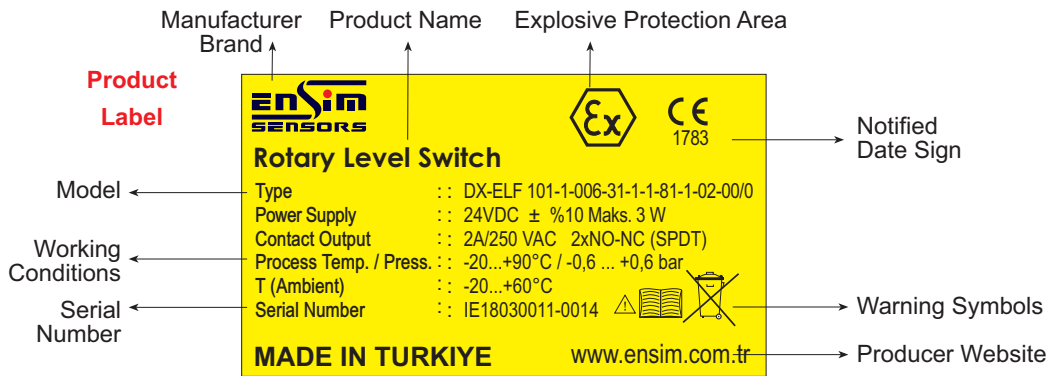 Manufacturer Brand
Product Name
Explosive Protection Area
Product Label
ensim
SENSORS
Ex
CE
1783
Notified Date Sign
Rotary Level Switch
Model
Type : : DX-ELF 101-1-006-31-1-1-81-1-02-00/0
Power Supply : : 24VDC ± %10 Maks. 3 W
Contact Output : : 2A/250 VAC 2xNO-NC (SPDT)
Working Conditions
Process Temp. / Press. : : -20...+90°C / -0,6 ... +0,6 bar
T (Ambient) : : -20...+60°C
Serial Number
Serial Number : : IE18030011-0014
Warning Symbols
MADE IN TURKIYE
www.ensim.com.tr
Producer Website